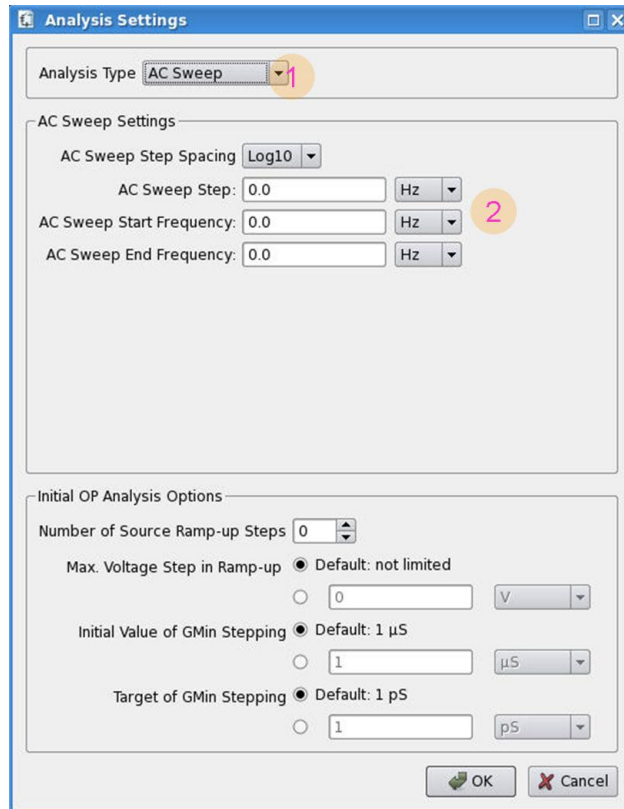 Analysis Settings
Analysis Type AC Sweep 1
AC Sweep Settings
AC Sweep Step Spacing Log10
AC Sweep Step: 0.0 Hz
2
AC Sweep Start Frequency: 0.0 Hz
AC Sweep End Frequency: 0.0 Hz
Initial OP Analysis Options
Number of Source Ramp-up Steps 0
Max. Voltage Step in Ramp-up Default: not limited
0 V
Initial Value of GMin Stepping Default: 1 µS
1 µS
Target of GMin Stepping Default: 1 pS
1 pS
OK Cancel